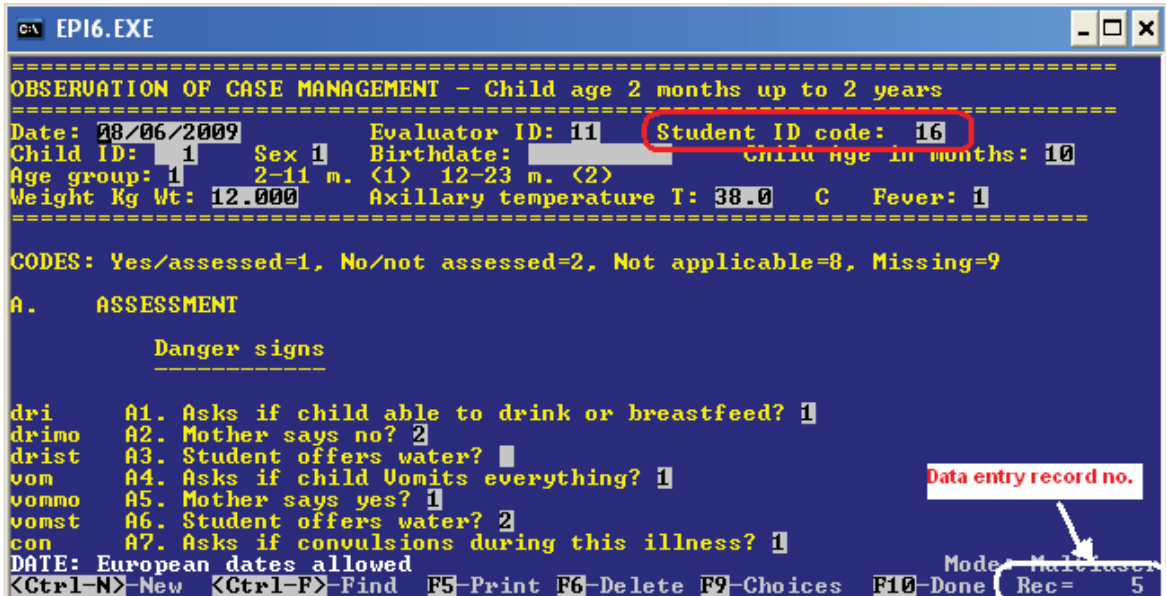 EPI6.EXE
OBSERVATION OF CASE MANAGEMENT - Child age 2 months up to 2 years
Date: 08/06/2009 Evaluator ID: 11 Student ID code: 16
Child ID: 1 Sex 1 Birthdate: Child Age in months: 10
Age group: 1 2-11 m. (1) 12-23 m. (2)
Weight Kg Wt: 12.000 Axillary temperature T: 38.0 C Fever: 1
CODES: Yes/assessed=1, No/not assessed=2, Not applicable=8, Missing=9
A. ASSESSMENT
Danger signs
dri A1. Asks if child able to drink or breastfeed? 1
drimo A2. Mother says no? 2
drist A3. Student offers water?
vom A4. Asks if child Vomits everything? 1
Data entry record no.
vommo A5. Mother says yes? 1
vomst A6. Student offers water? 2
con A7. Asks if convulsions during this illness? 1
DATE: European dates allowed Mode: Multiuser
<Ctrl-N>-New <Ctrl-F>-Find F5-Print F6-Delete F9-Choices F10-Done Rec= 5